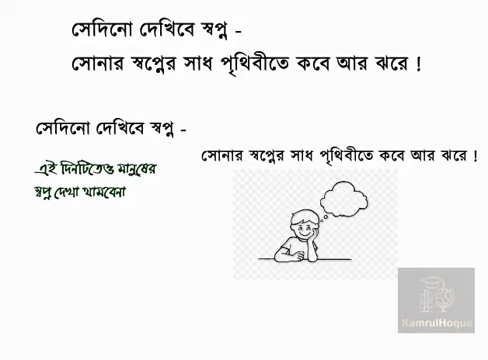 সেদিনো দেখিবে স্বপ্ন -
সোনার স্বপ্নের সাধ পৃথিবীতে কবে আর ঝরে !
সেদিনো দেখিবে স্বপ্ন -
এই দিনটিতেও মানুষের
স্বপ্ন দেখা থামবেনা
সোনার স্বপ্নের সাধ পৃথিবীতে কবে আর ঝরে !
KamrulHoque